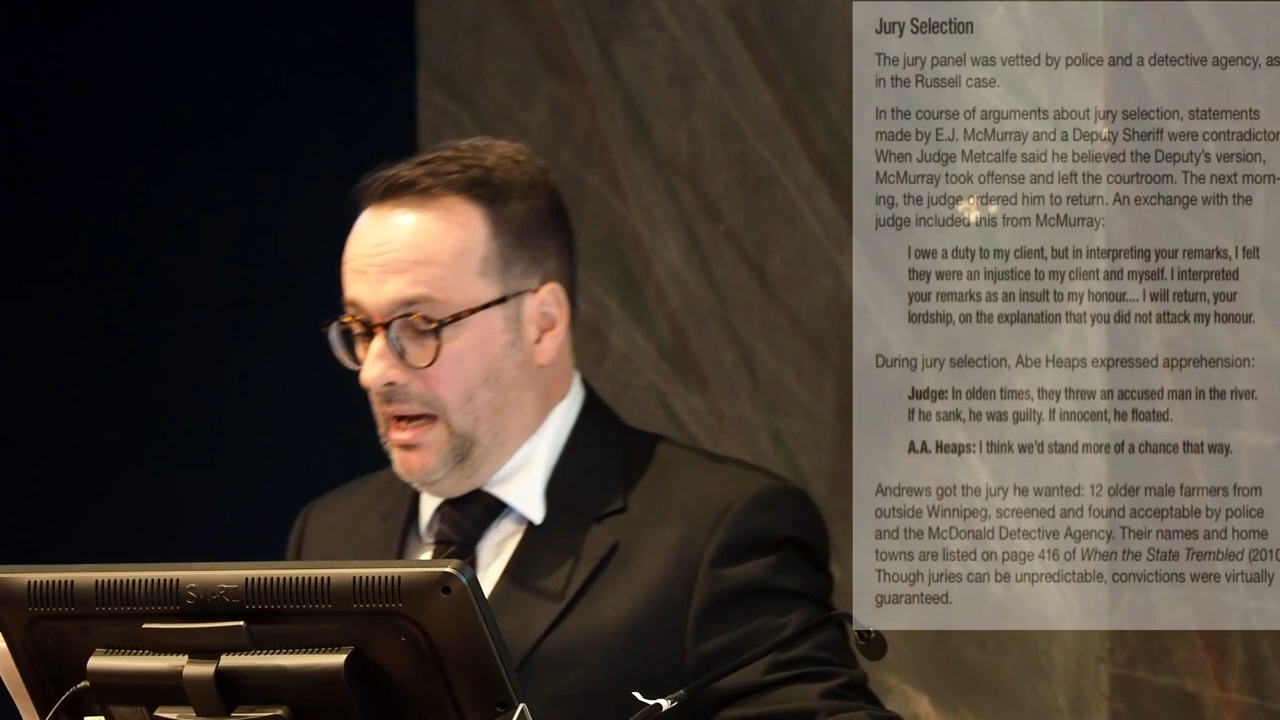 Jury Selection
The jury panel was vetted by police and a detective agency, as
in the Russell case.
In the course of arguments about jury selection, statements
made by E.J. McMurray and a Deputy Sheriff were contradictor
When Judge Metcalfe said he believed the Deputy's version,
McMurray took offense and left the courtroom. The next morn-
ing, the judge ordered him to return. An exchange with the
judge included this from McMurray:
I owe a duty to my client, but in interpreting your remarks, I felt
they were an injustice to my client and myself. I interpreted
your remarks as an insult to my honour.... I will return, your
lordship, on the explanation that you did not attack my honour.
During jury selection, Abe Heaps expressed apprehension:
Judge: In olden times, they threw an accused man in the river.
If he sank, he was guilty. If innocent, he floated.
A.A. Heaps: I think we'd stand more of a chance that way.
Andrews got the jury he wanted: 12 older male farmers from
outside Winnipeg, screened and found acceptable by police
and the McDonald Detective Agency. Their names and home
towns are listed on page 416 of When the State Trembled (2010
Though juries can be unpredictable, convictions were virtually
guaranteed.
SMART